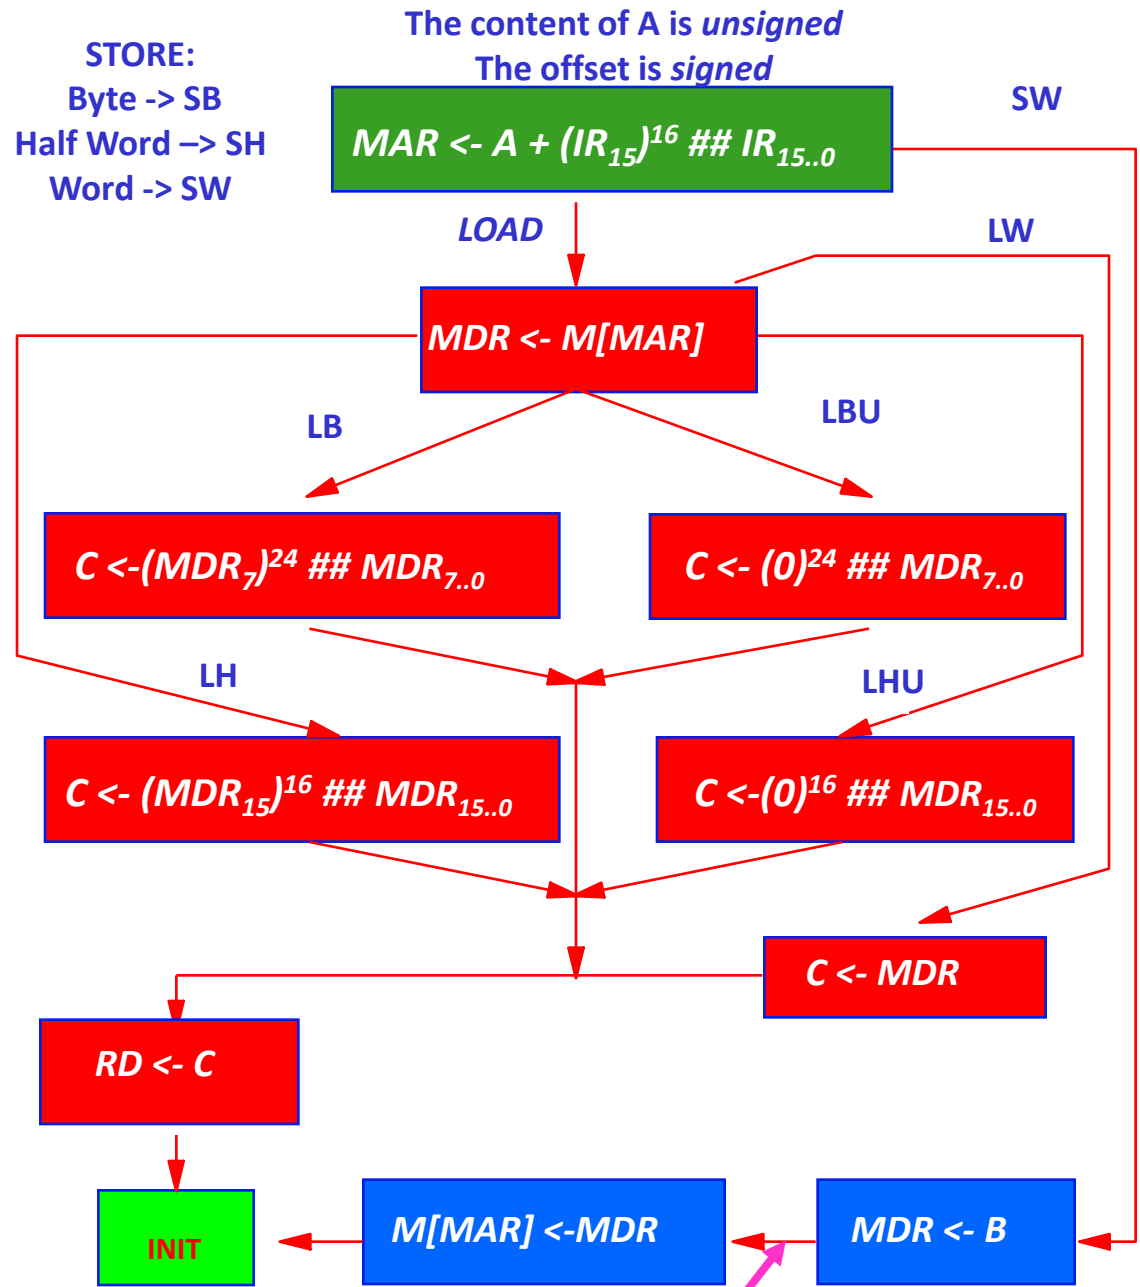 The content of A is unsigned
The offset is signed
STORE:
Byte -> SB
Half Word –> SH
Word -> SW
SW
MAR <- A + (IR₁₅)¹⁶ ## IR₁₅..₀
LOAD
LW
MDR <- M[MAR]
LB
LBU
C <-(MDR₇)²⁴ ## MDR₇..₀
C <- (0)²⁴ ## MDR₇..₀
LH
LHU
C <- (MDR₁₅)¹⁶ ## MDR₁₅..₀
C <-(0)¹⁶ ## MDR₁₅..₀
C <- MDR
RD <- C
INIT
M[MAR] <-MDR
MDR <- B